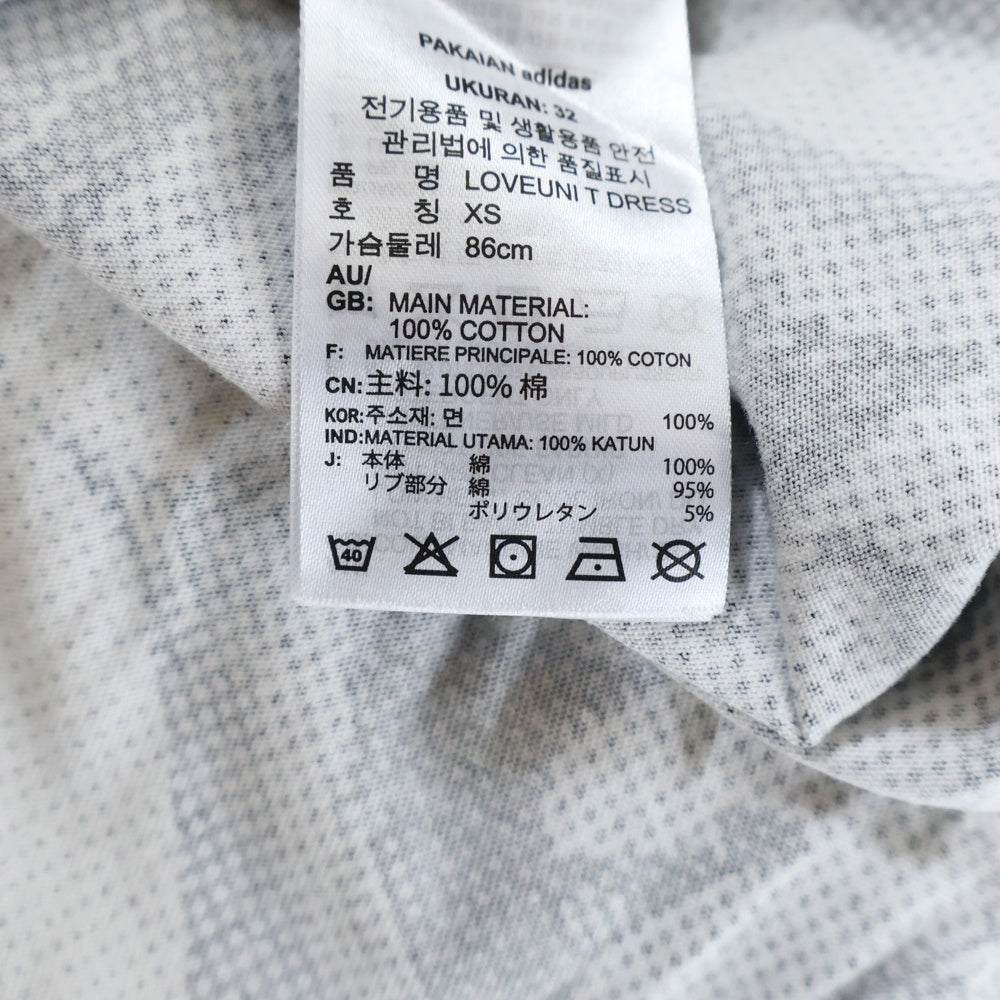 PAKAIAN adidas
UKURAN: 32
전기용품 및 생활용품 안전
관리법에 의한 품질표시
품 명 LOVEUNI T DRESS
호 칭 XS
가슴둘레 86cm
AU/
GB: MAIN MATERIAL:
100% COTTON
F: MATIERE PRINCIPALE: 100% COTON
CN: 主料: 100% 棉
KOR: 주소재: 면 100%
IND: MATERIAL UTAMA: 100% KATUN
J: 本体 綿 100%
リブ部分 綿 95%
ポリウレタン 5%
40